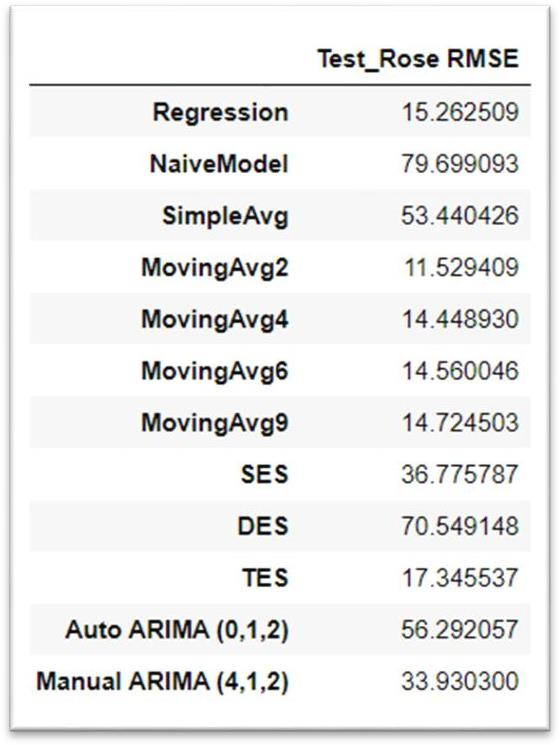 Test_Rose RMSE
Regression 15.262509
NaiveModel 79.699093
SimpleAvg 53.440426
MovingAvg2 11.529409
MovingAvg4 14.448930
MovingAvg6 14.560046
MovingAvg9 14.724503
SES 36.775787
DES 70.549148
TES 17.345537
Auto ARIMA (0,1,2) 56.292057
Manual ARIMA (4,1,2) 33.930300